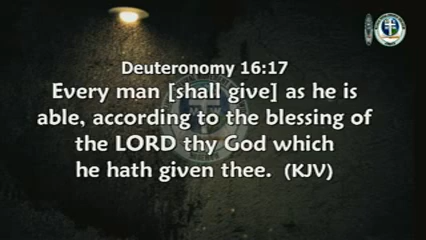 Deuteronomy 16:17
Every man [shall give] as he is
able, according to the blessing of
the LORD thy God which
he hath given thee. (KJV)